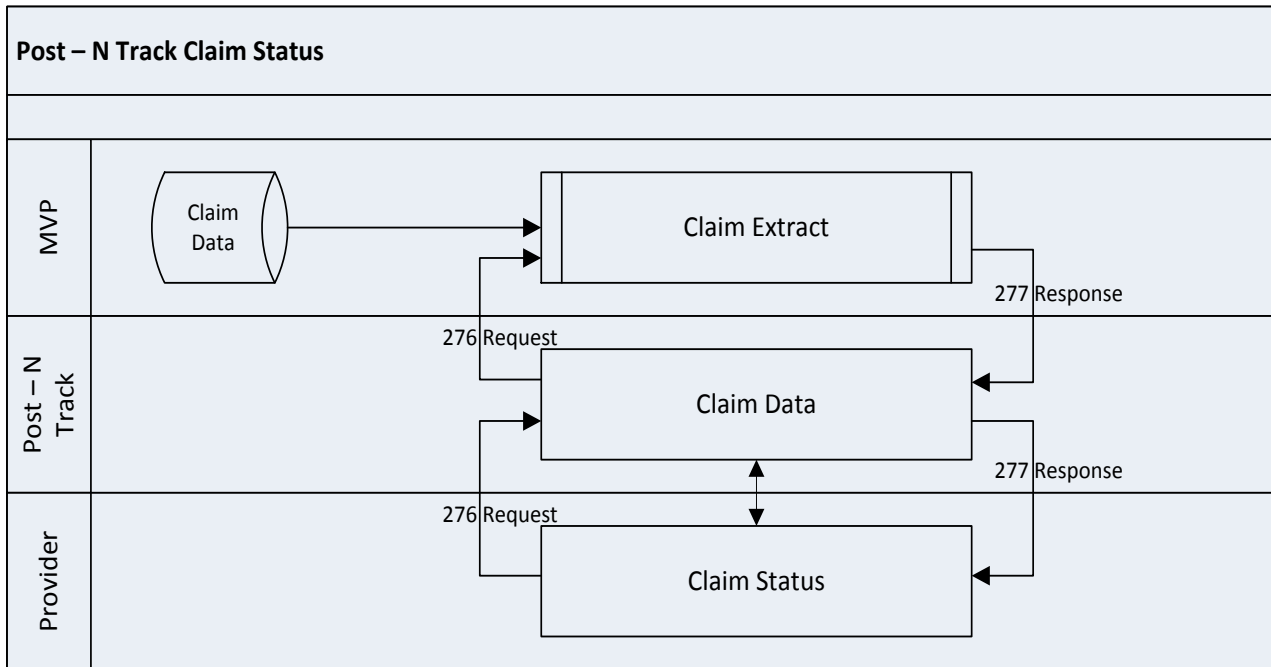 Post – N Track Claim Status
MVP
Claim
Data
Claim Extract
277 Response
276 Request
Post – N
Track
Claim Data
277 Response
276 Request
Provider
Claim Status